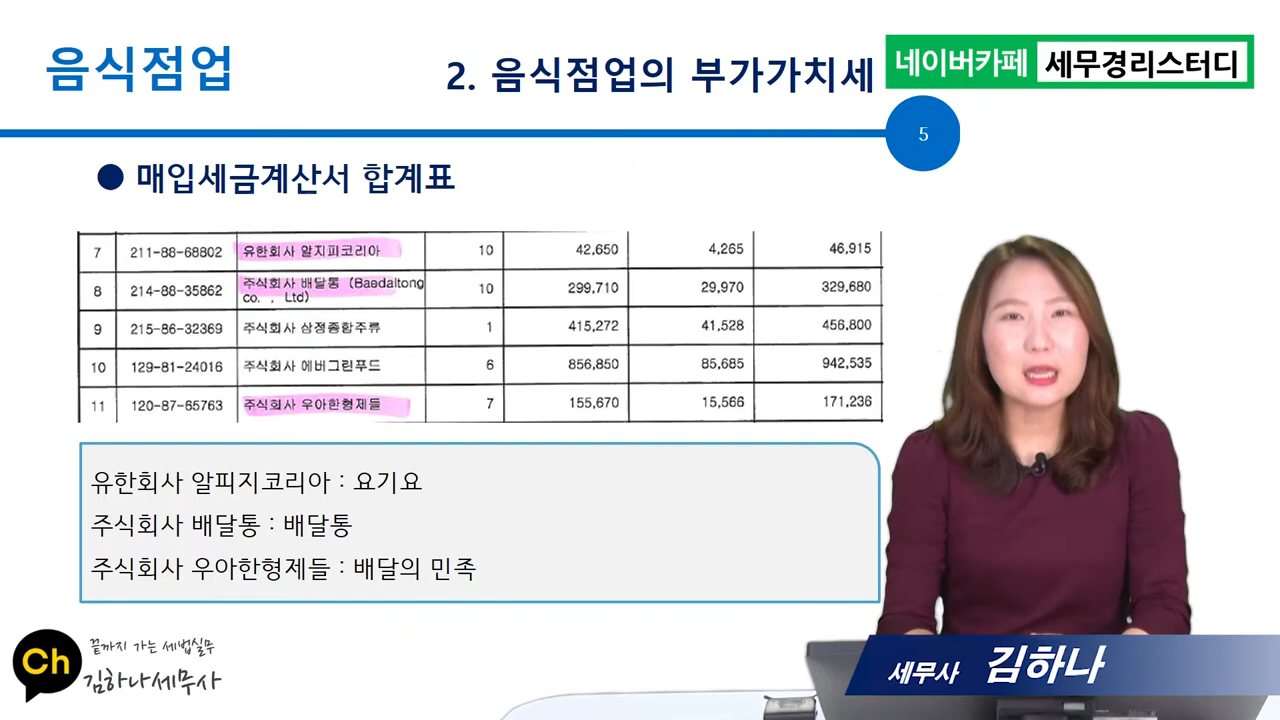 음식점업
2. 음식점업의 부가가치세
네이버카페 세무경리스터디
5
● 매입세금계산서 합계표
7 211-88-68802 유한회사 알지피코리아 10 42,650 4,265 46,915
8 214-88-35862 주식회사 배달통 (Baedaltong co. , Ltd) 10 299,710 29,970 329,680
9 215-86-32369 주식회사 삼정종합주류 1 415,272 41,528 456,800
10 129-81-24016 주식회사 에버그린푸드 6 856,850 85,685 942,535
11 120-87-65763 주식회사 우아한형제들 7 155,670 15,566 171,236
유한회사 알피지코리아 : 요기요
주식회사 배달통 : 배달통
주식회사 우아한형제들 : 배달의 민족
Ch
끝까지 가는 세법실무
김하나세무사
세무사 김하나